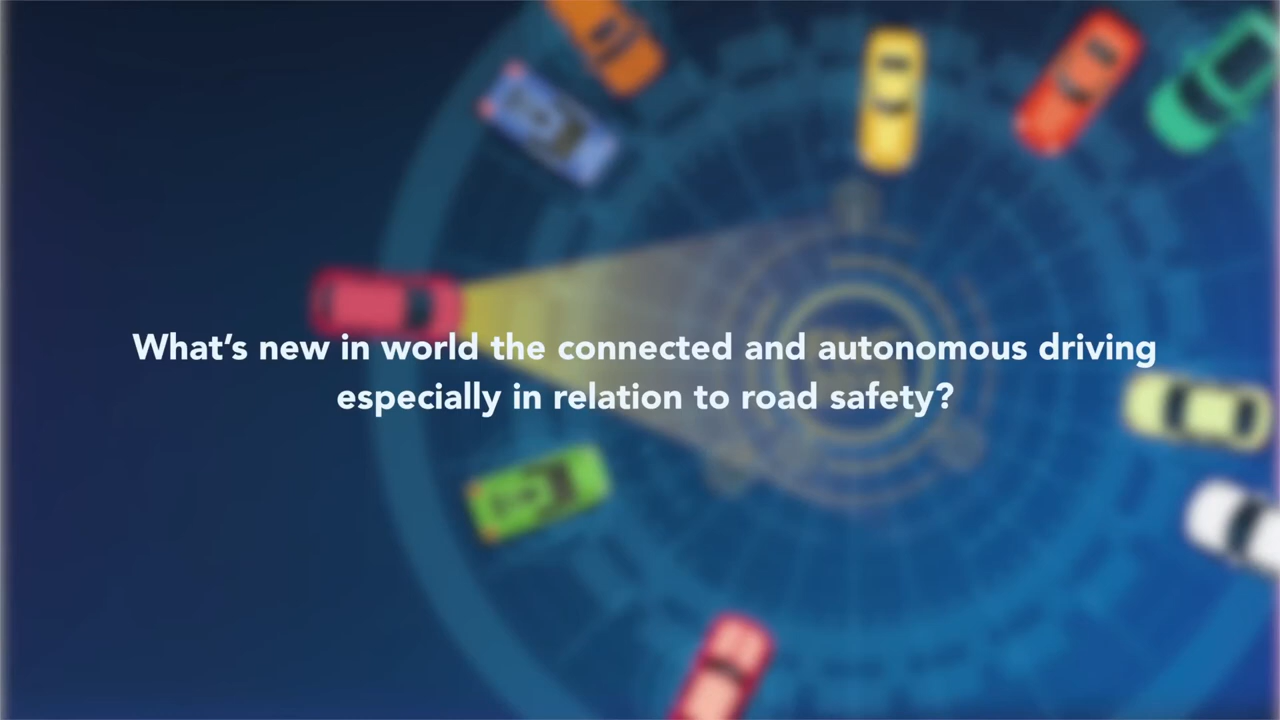 What's new in world the connected and autonomous driving
especially in relation to road safety?